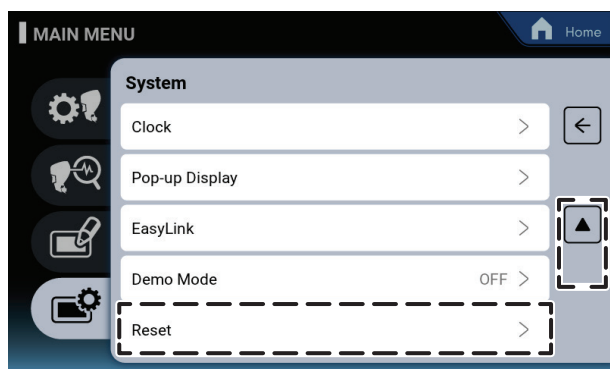 MAIN MENU
Home
System
Clock
Pop-up Display
EasyLink
Demo Mode OFF
Reset